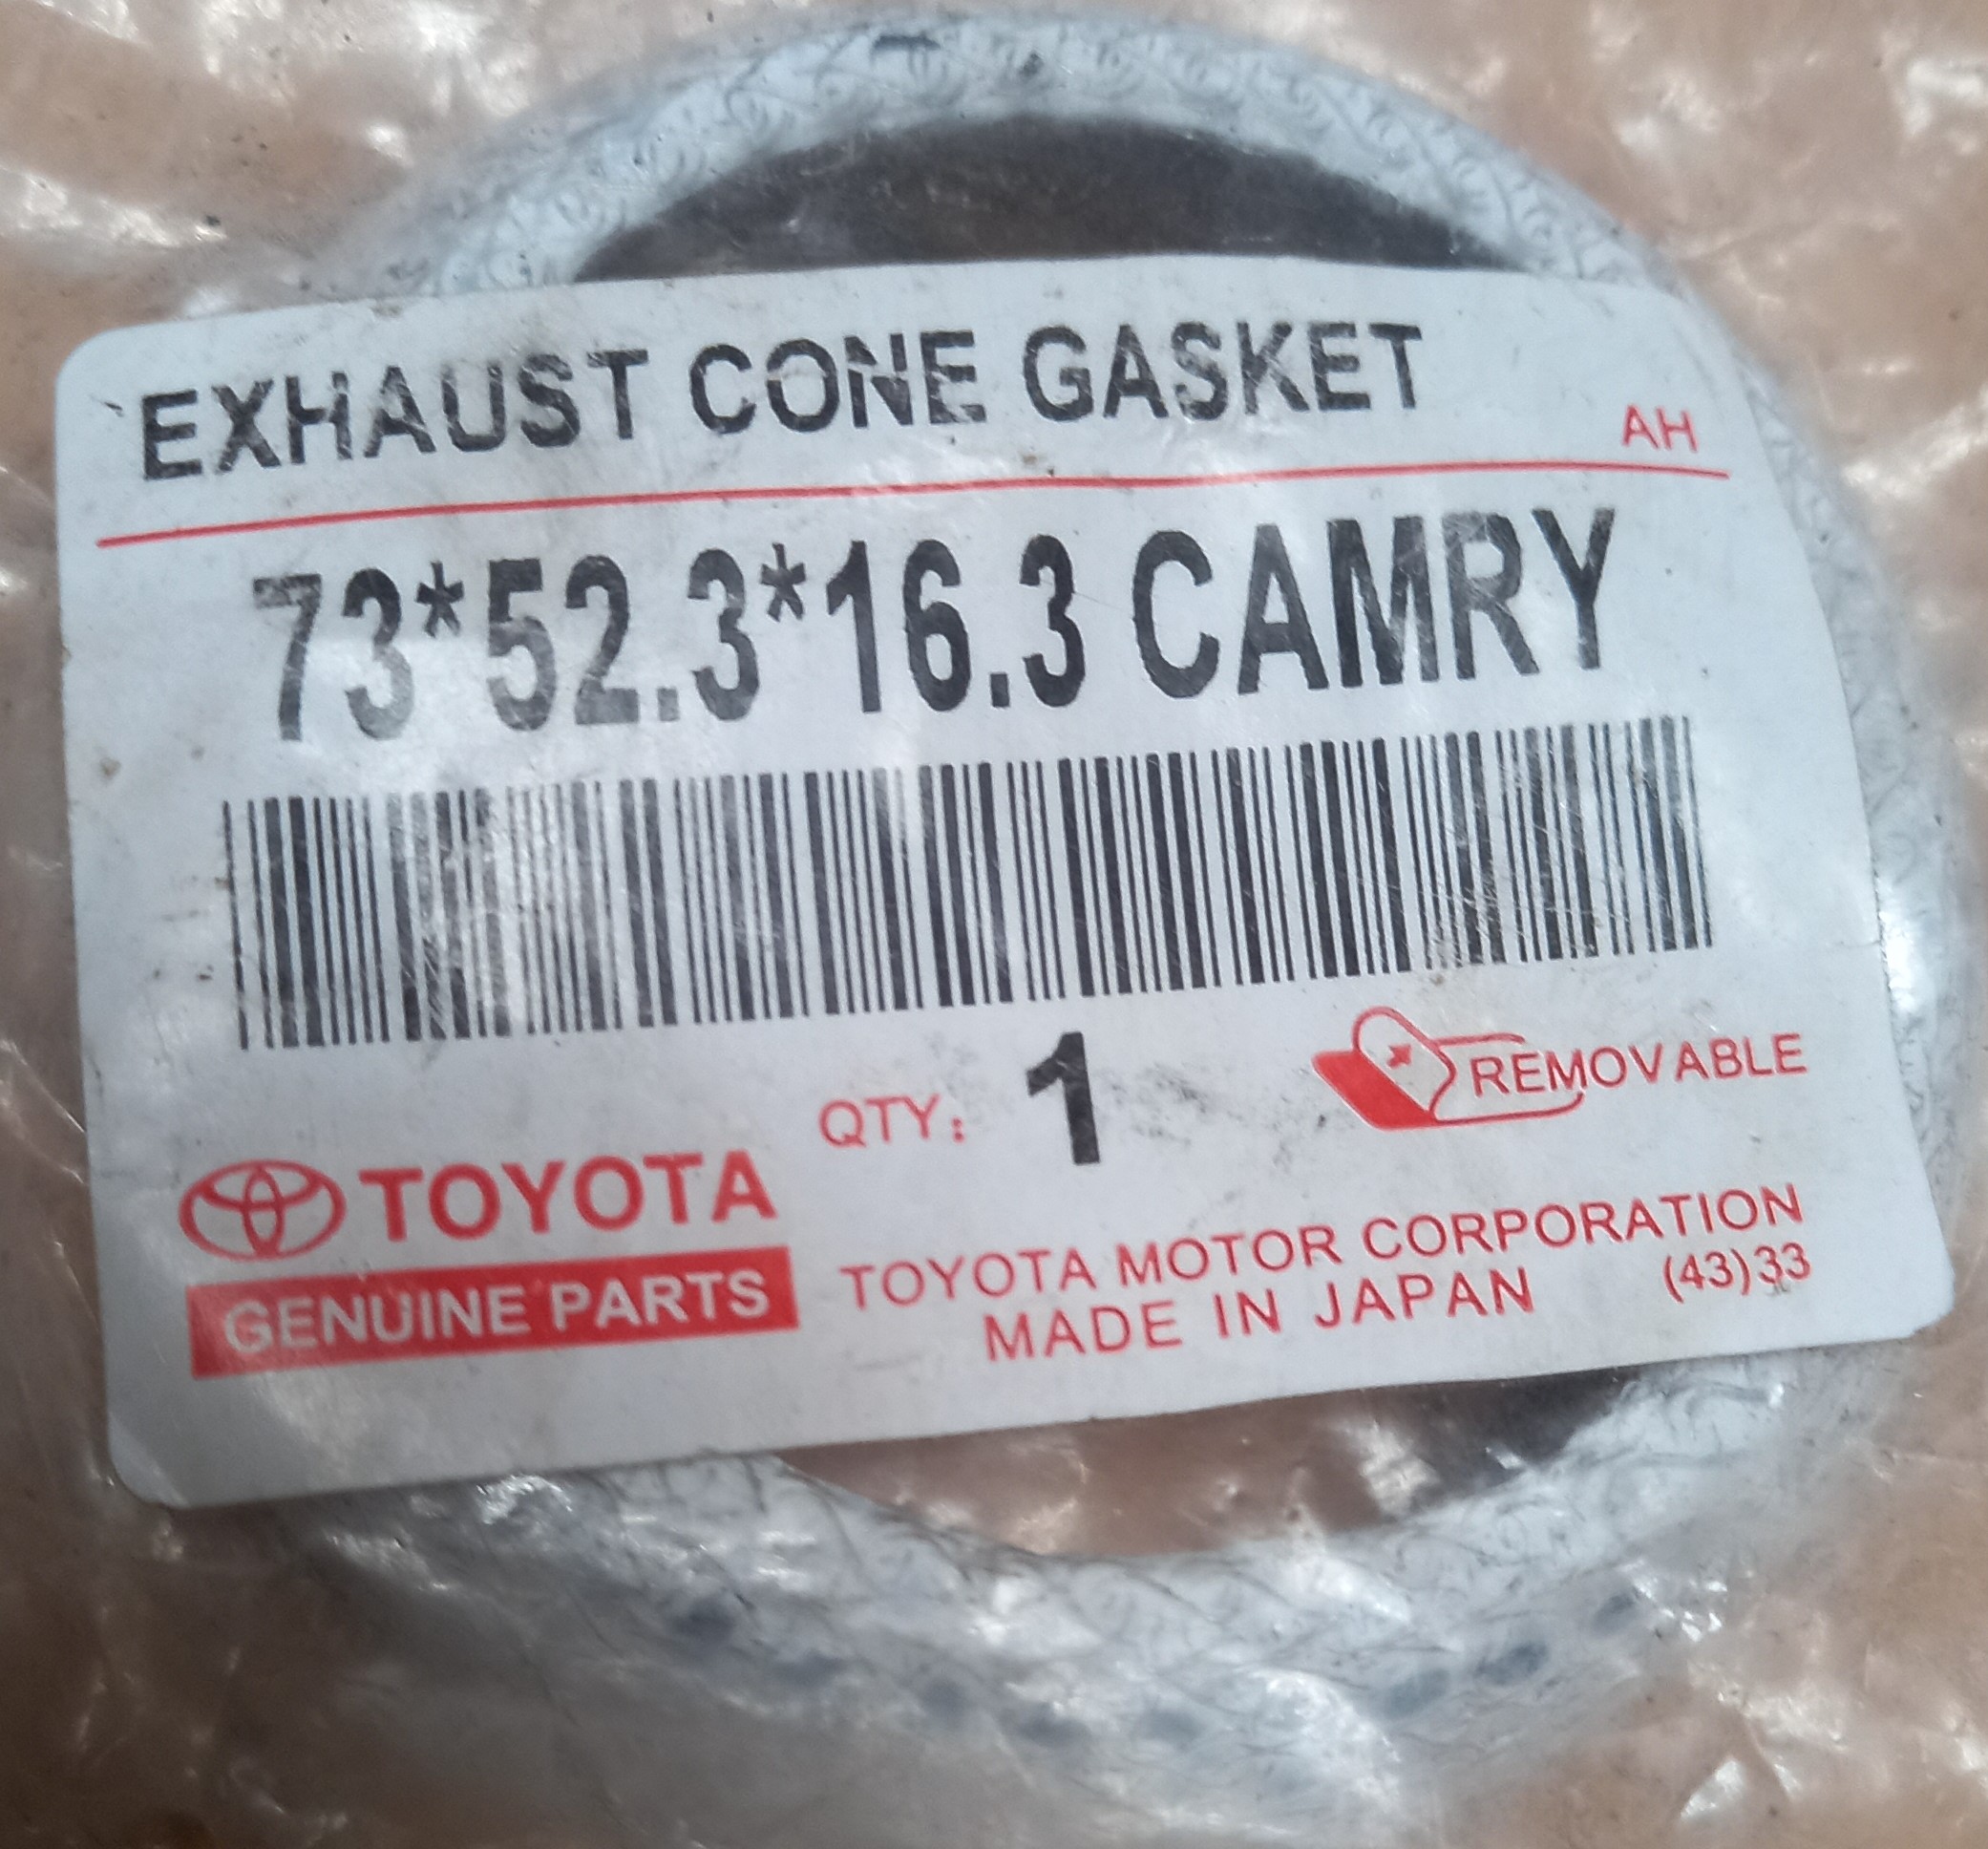 EXHAUST CONE GASKET
AH
73*52.3*16.3 CAMRY
QTY: 1
REMOVABLE
TOYOTA
GENUINE PARTS
TOYOTA MOTOR CORPORATION
MADE IN JAPAN (43)33